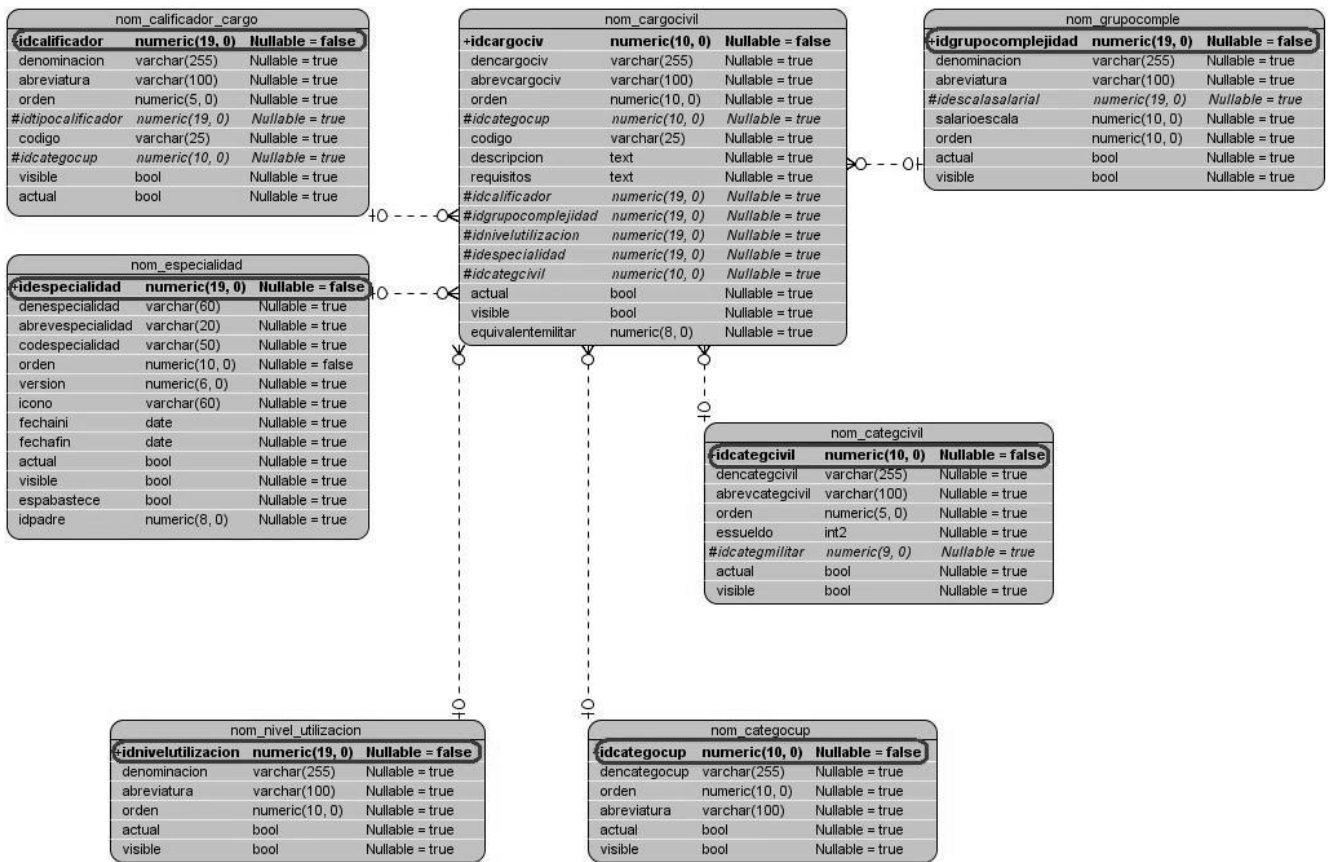 nom_calificador_cargo
+idcalificador numeric(19, 0) Nullable = false
denominacion varchar(255) Nullable = true
abreviatura varchar(100) Nullable = true
orden numeric(5, 0) Nullable = true
#idtipocalificador numeric(19, 0) Nullable = true
codigo varchar(25) Nullable = true
#idcategocup numeric(10, 0) Nullable = true
visible bool Nullable = true
actual bool Nullable = true
nom_cargocivil
+idcargociv numeric(10, 0) Nullable = false
dencargociv varchar(255) Nullable = true
abrevcargociv varchar(100) Nullable = true
orden numeric(10, 0) Nullable = true
#idcategocup numeric(10, 0) Nullable = true
codigo varchar(25) Nullable = true
descripcion text Nullable = true
requisitos text Nullable = true
#idcalificador numeric(19, 0) Nullable = true
#idgrupocomplejidad numeric(19, 0) Nullable = true
#idnivelutilizacion numeric(19, 0) Nullable = true
#idespecialidad numeric(19, 0) Nullable = true
#idcategcivil numeric(10, 0) Nullable = true
actual bool Nullable = true
visible bool Nullable = true
equivalentemilitar numeric(8, 0) Nullable = true
nom_grupocomple
+idgrupocomplejidad numeric(19, 0) Nullable = false
denominacion varchar(255) Nullable = true
abreviatura varchar(100) Nullable = true
#idescalasalarial numeric(19, 0) Nullable = true
salarioescala numeric(10, 0) Nullable = true
orden numeric(10, 0) Nullable = true
actual bool Nullable = true
visible bool Nullable = true
nom_especialidad
+idespecialidad numeric(19, 0) Nullable = false
denespecialidad varchar(60) Nullable = true
abrevespecialidad varchar(20) Nullable = true
codespecialidad varchar(50) Nullable = true
orden numeric(10, 0) Nullable = false
version numeric(6, 0) Nullable = true
icono varchar(60) Nullable = true
fechaini date Nullable = true
fechafin date Nullable = true
actual bool Nullable = true
visible bool Nullable = true
espabastece bool Nullable = true
idpadre numeric(8, 0) Nullable = true
nom_categcivil
+idcategcivil numeric(10, 0) Nullable = false
dencategcivil varchar(255) Nullable = true
abrevcategcivil varchar(100) Nullable = true
orden numeric(5, 0) Nullable = true
essueldo int2 Nullable = true
#idcategmilitar numeric(9, 0) Nullable = true
actual bool Nullable = true
visible bool Nullable = true
nom_nivel_utilizacion
+idnivelutilizacion numeric(19, 0) Nullable = false
denominacion varchar(255) Nullable = true
abreviatura varchar(100) Nullable = true
orden numeric(10, 0) Nullable = true
actual bool Nullable = true
visible bool Nullable = true
nom_categocup
+idcategocup numeric(10, 0) Nullable = false
dencategocup varchar(255) Nullable = true
orden numeric(10, 0) Nullable = true
abreviatura varchar(100) Nullable = true
actual bool Nullable = true
visible bool Nullable = true